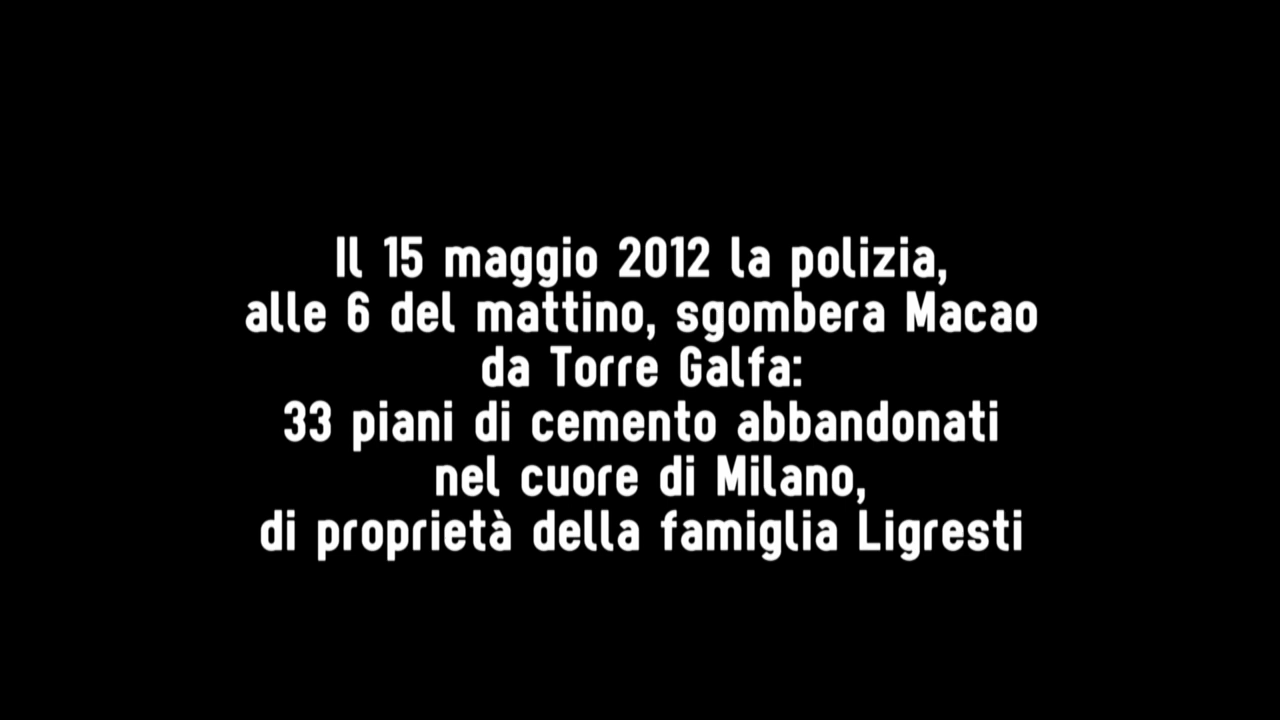 Il 15 maggio 2012 la polizia,
alle 6 del mattino, sgombera Macao
da Torre Galfa:
33 piani di cemento abbandonati
nel cuore di Milano,
di proprietà della famiglia Ligresti